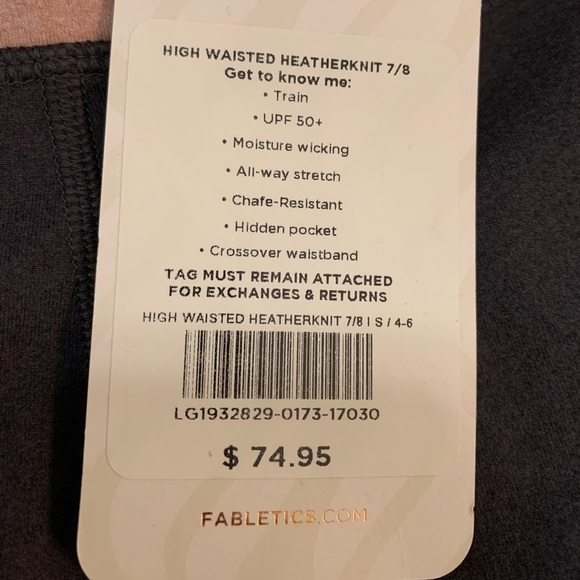 HIGH WAISTED HEATHERKNIT 7/8
Get to know me:
• Train
• UPF 50+
• Moisture wicking
• All-way stretch
• Chafe-Resistant
• Hidden pocket
• Crossover waistband
TAG MUST REMAIN ATTACHED
FOR EXCHANGES & RETURNS
HIGH WAISTED HEATHERKNIT 7/8 | S / 4-6
LG1932829-0173-17030
$ 74.95
FABLETICS.COM